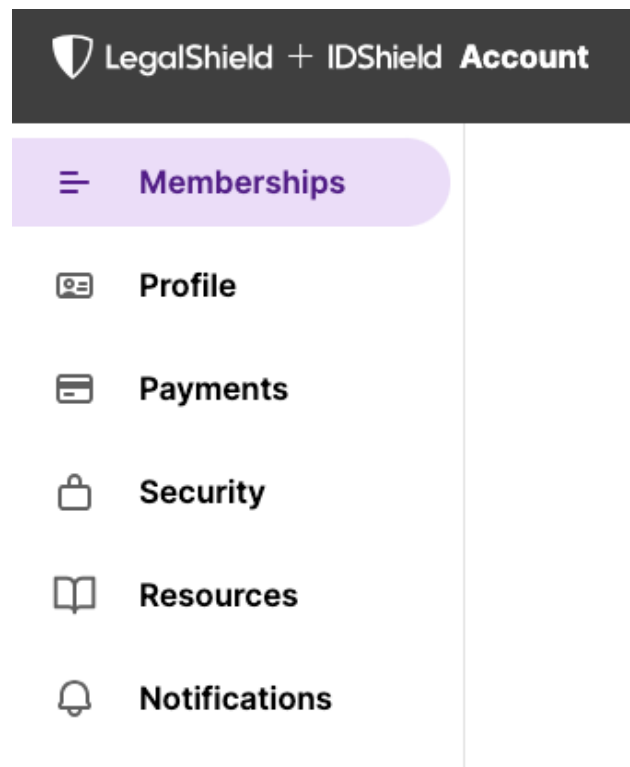 LegalShield + IDShield Account
Memberships
Profile
Payments
Security
Resources
Notifications